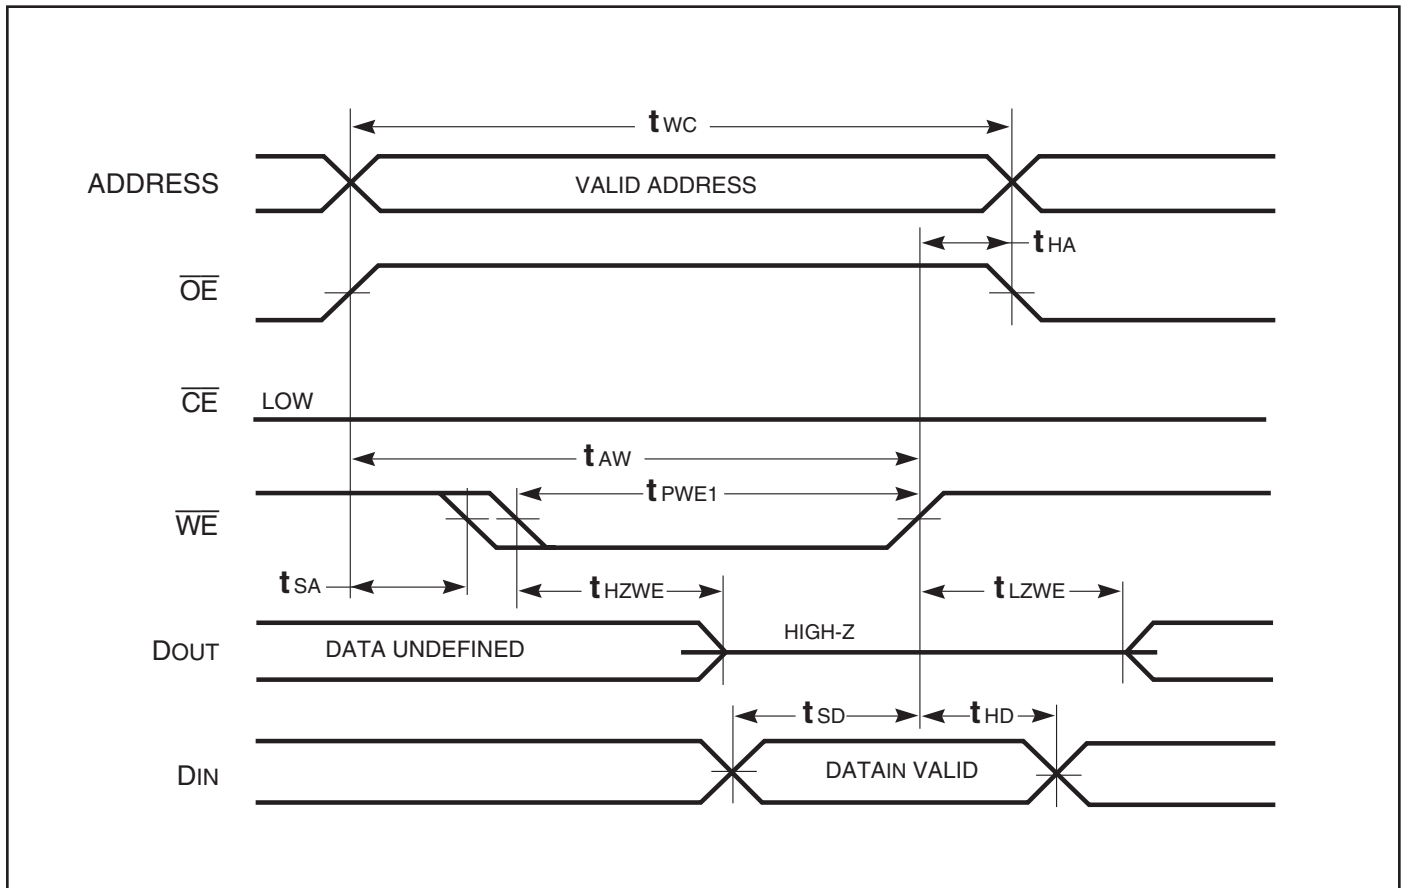 tWC
ADDRESS
VALID ADDRESS
tHA
OE
CE
LOW
tAW
tPWE1
WE
tSA
tHZWE
tLZWE
DOUT
DATA UNDEFINED
HIGH-Z
tSD
tHD
DIN
DATAIN VALID